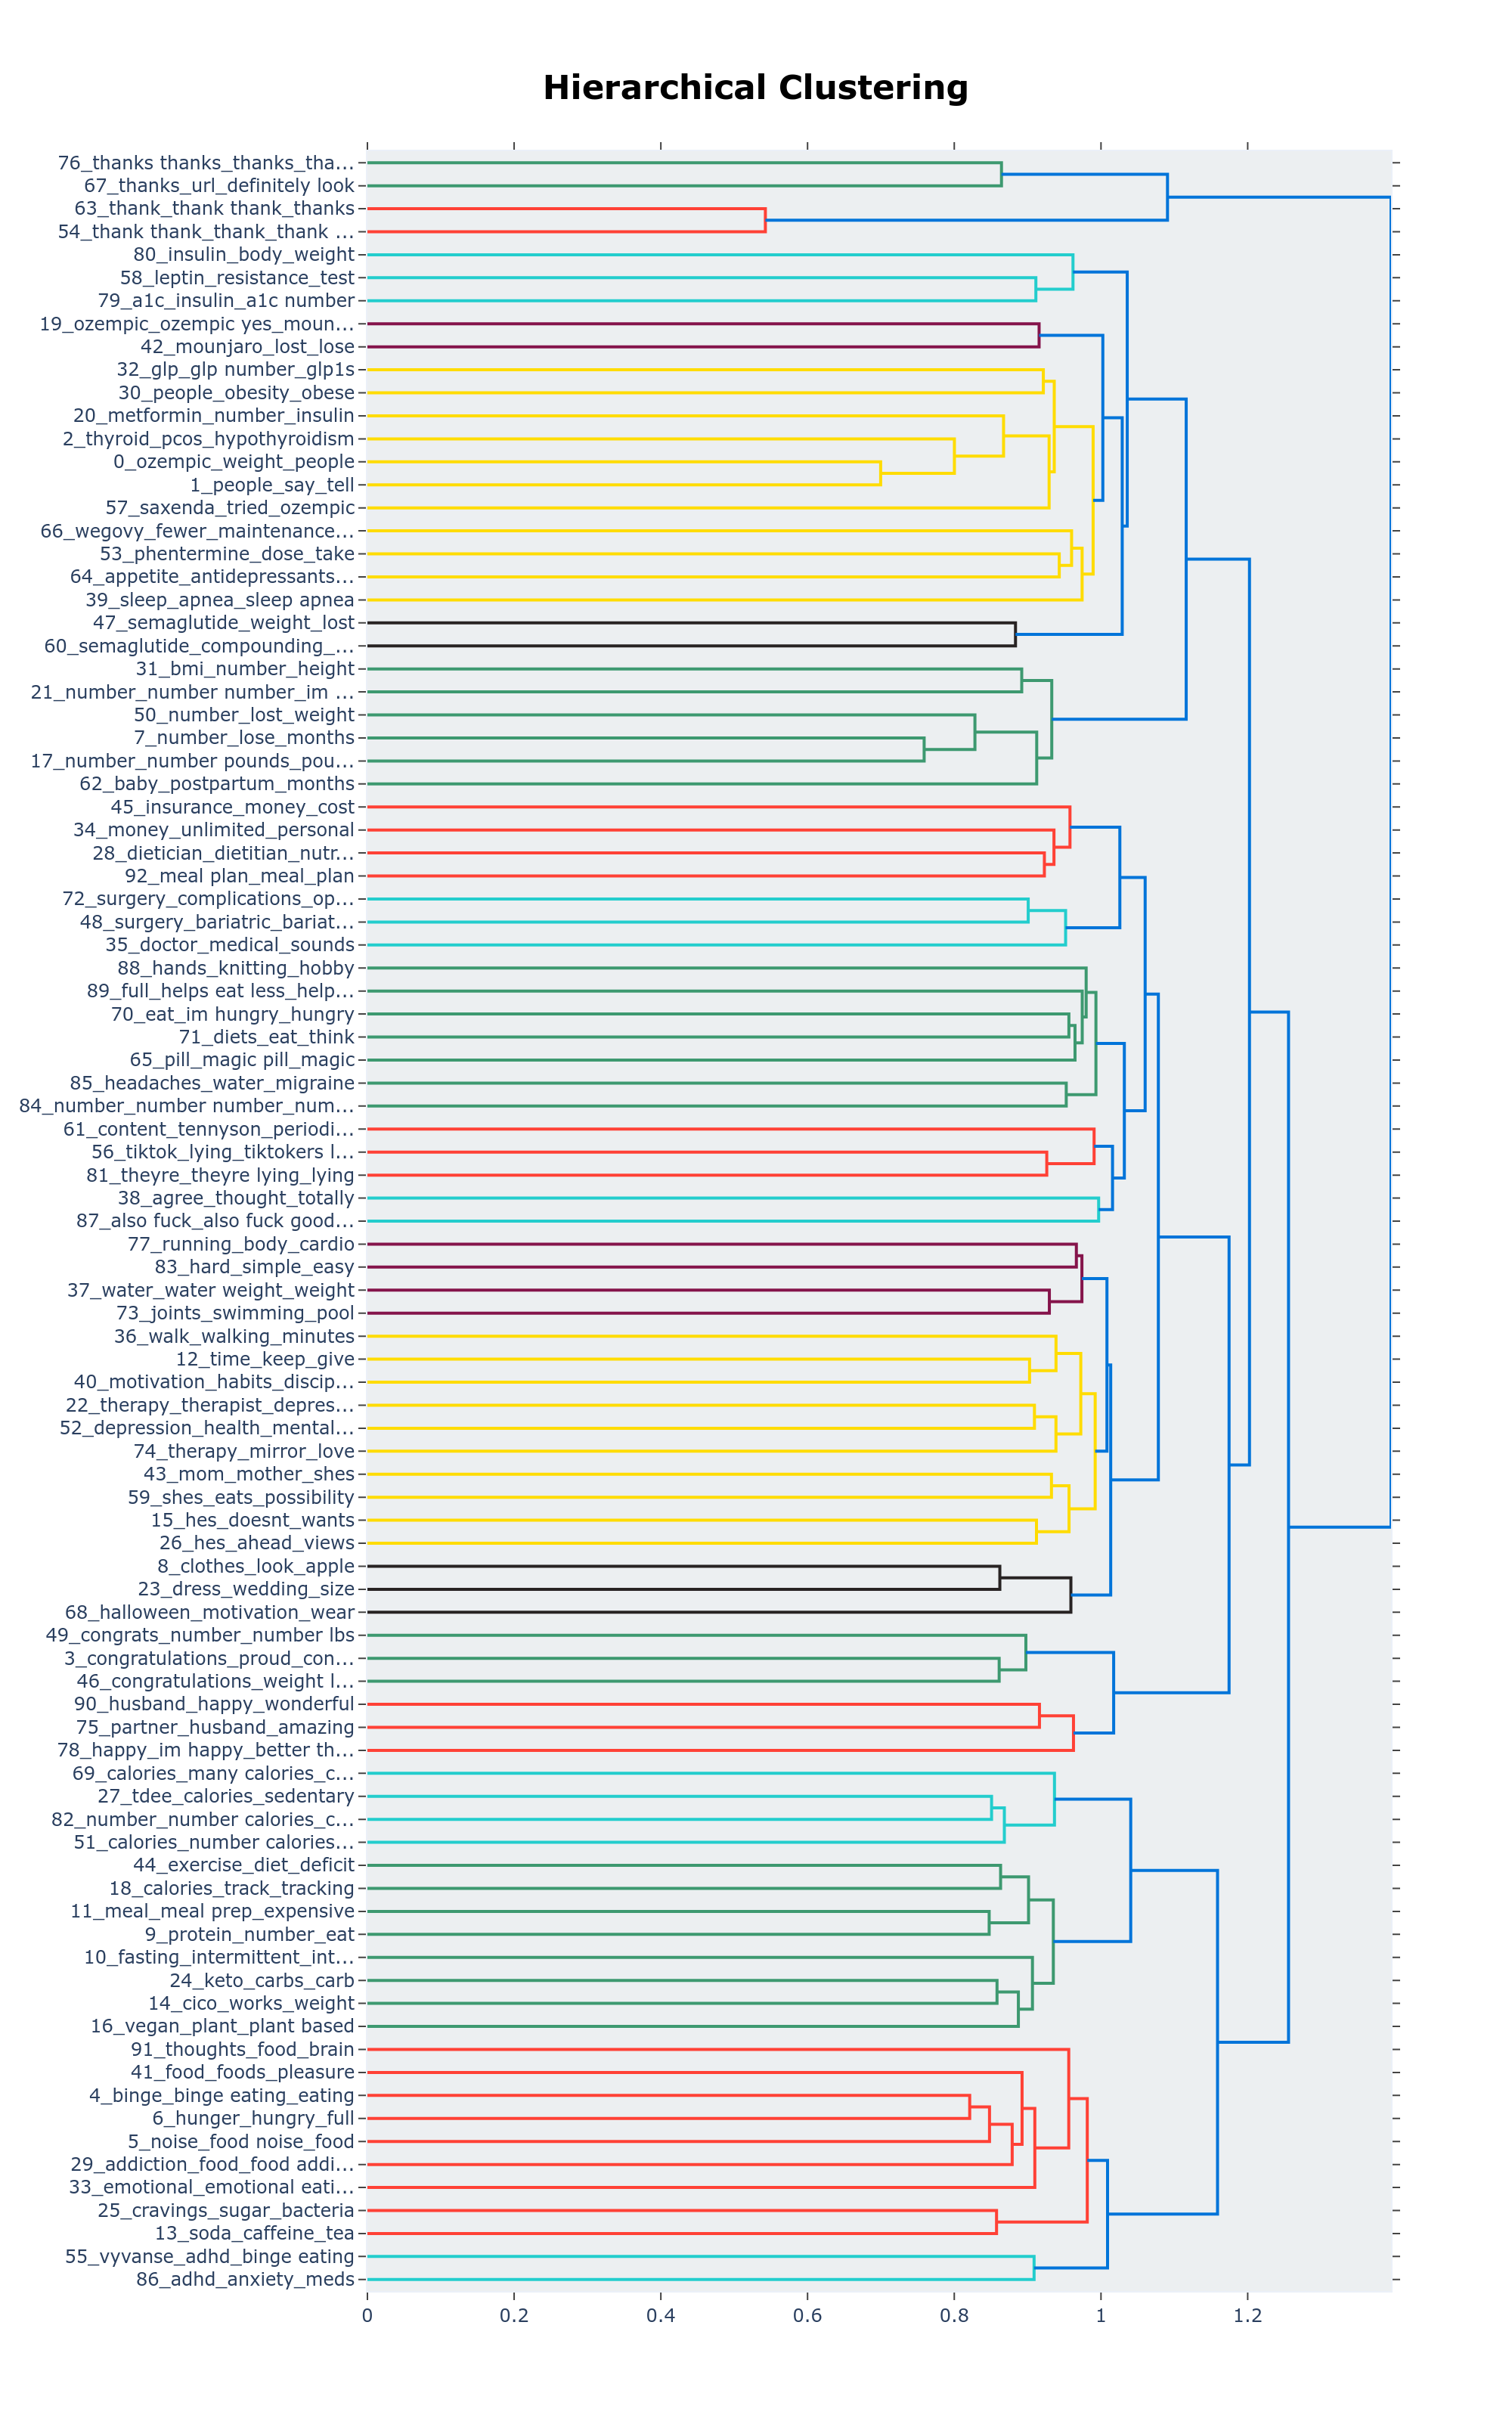 Hierarchical Clustering
76_thanks thanks_thanks_tha...
67_thanks_url_definitely look
63_thank_thank thank_thanks
54_thank thank_thank_thank ...
80_insulin_body_weight
58_leptin_resistance_test
79_a1c_insulin_a1c number
19_ozempic_ozempic yes_moun...
42_mounjaro_lost_lose
32_glp_glp number_glp1s
30_people_obesity_obese
20_metformin_number_insulin
2_thyroid_pcos_hypothyroidism
0_ozempic_weight_people
1_people_say_tell
57_saxenda_tried_ozempic
66_wegovy_fewer_maintenance...
53_phentermine_dose_take
64_appetite_antidepressants...
39_sleep_apnea_sleep apnea
47_semaglutide_weight_lost
60_semaglutide_compounding_...
31_bmi_number_height
21_number_number number_im ...
50_number_lost_weight
7_number_lose_months
17_number_number pounds_pou...
62_baby_postpartum_months
45_insurance_money_cost
34_money_unlimited_personal
28_dietician_dietitian_nutr...
92_meal plan_meal_plan
72_surgery_complications_op...
48_surgery_bariatric_bariat...
35_doctor_medical_sounds
88_hands_knitting_hobby
89_full_helps eat less_help...
70_eat_im hungry_hungry
71_diets_eat_think
65_pill_magic pill_magic
85_headaches_water_migraine
84_number_number number_num...
61_content_tennyson_periodi...
56_tiktok_lying_tiktokers l...
81_theyre_theyre lying_lying
38_agree_thought_totally
87_also fuck_also fuck good...
77_running_body_cardio
83_hard_simple_easy
37_water_water weight_weight
73_joints_swimming_pool
36_walk_walking_minutes
12_time_keep_give
40_motivation_habits_discip...
22_therapy_therapist_depres...
52_depression_health_mental...
74_therapy_mirror_love
43_mom_mother_shes
59_shes_eats_possibility
15_hes_doesnt_wants
26_hes_ahead_views
8_clothes_look_apple
23_dress_wedding_size
68_halloween_motivation_wear
49_congrats_number_number lbs
3_congratulations_proud_con...
46_congratulations_weight l...
90_husband_happy_wonderful
75_partner_husband_amazing
78_happy_im happy_better th...
69_calories_many calories_c...
27_tdee_calories_sedentary
82_number_number calories_c...
51_calories_number calories...
44_exercise_diet_deficit
18_calories_track_tracking
11_meal_meal prep_expensive
9_protein_number_eat
10_fasting_intermittent_int...
24_keto_carbs_carb
14_cico_works_weight
16_vegan_plant_plant based
91_thoughts_food_brain
41_food_foods_pleasure
4_binge_binge eating_eating
6_hunger_hungry_full
5_noise_food noise_food
29_addiction_food_food addi...
33_emotional_emotional eati...
25_cravings_sugar_bacteria
13_soda_caffeine_tea
55_vyvanse_adhd_binge eating
86_adhd_anxiety_meds
0 0.2 0.4 0.6 0.8 1 1.2